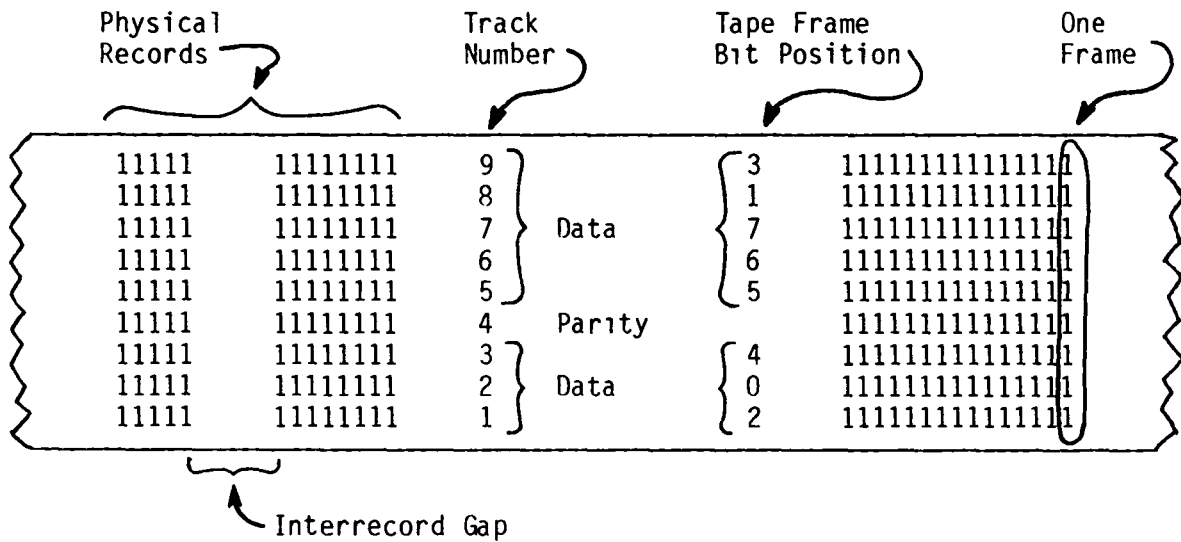 Physical Records
Track Number
Tape Frame Bit Position
One Frame
11111 11111111 9 3 111111111111111
11111 11111111 8 1 111111111111111
11111 11111111 7 Data 7 111111111111111
11111 11111111 6 6 111111111111111
11111 11111111 5 5 111111111111111
11111 11111111 4 Parity 111111111111111
11111 11111111 3 4 111111111111111
11111 11111111 2 Data 0 111111111111111
11111 11111111 1 2 111111111111111
Interrecord Gap